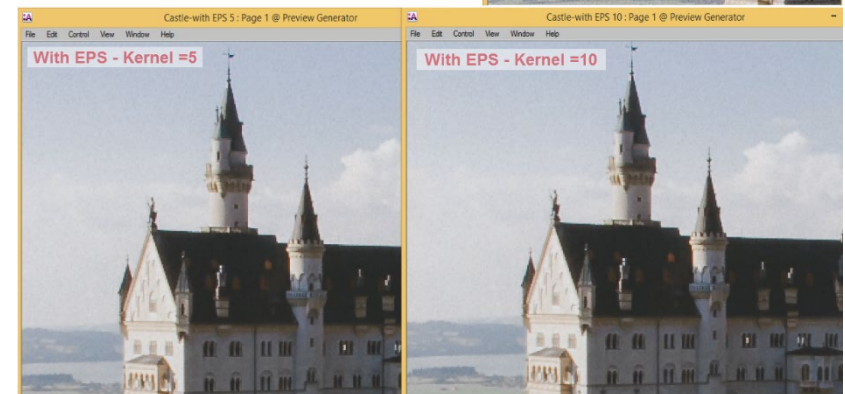 Castle-with EPS 5 : Page 1 @ Preview Generator
File Edit Control View Window Help
With EPS - Kernel =5
Castle-with EPS 10 : Page 1 @ Preview Generator
File Edit Control View Window Help
With EPS - Kernel =10